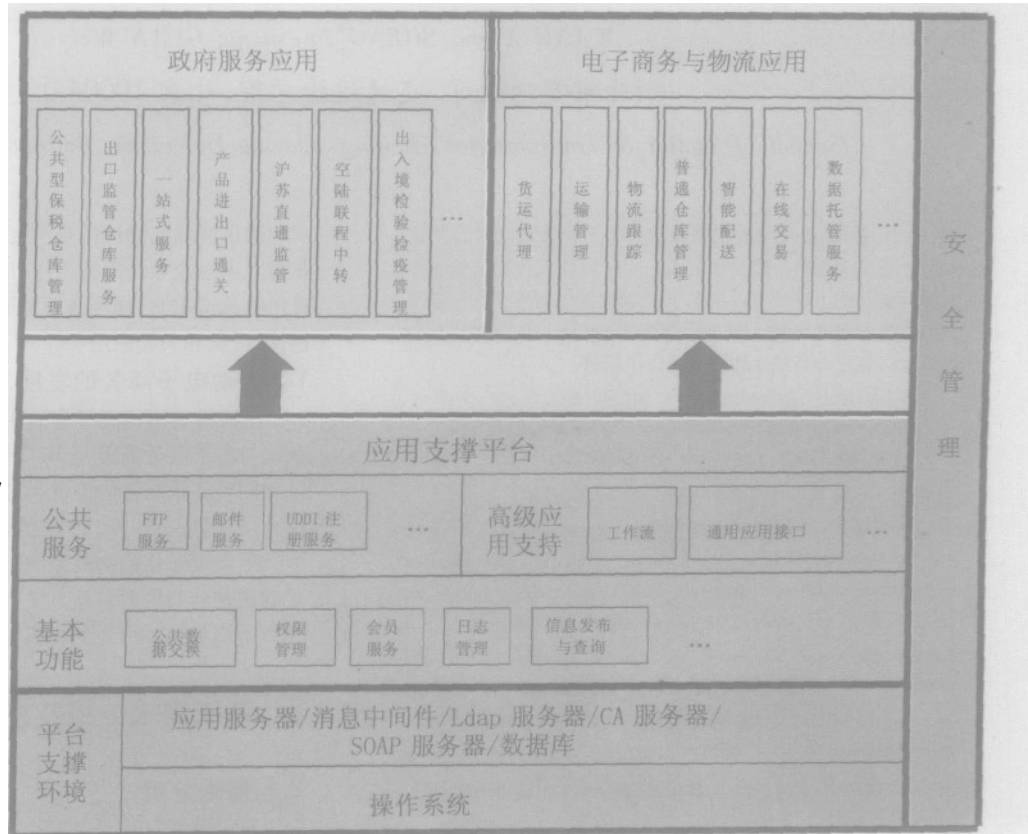 政府服务应用
电子商务与物流应用
公共型保税仓库管理
出口监管仓库服务
一站式服务
产品进出口通关
沪苏直通监管
空陆联程中转
出入境检验检疫管理
…
货运代理
运输管理
物流跟踪
普通仓库管理
智能配送
在线交易
数据托管服务
…
安全管理
应用支撑平台
公共
服务
FTP
服务
邮件
服务
UDDI 注
册服务
…
高级应
用支持
工作流
通用应用接口
…
基本
功能
公共数
据交换
权限
管理
会员
服务
日志
管理
信息发布
与查询
…
平台
支撑
环境
应用服务器/消息中间件/Ldap 服务器/CA 服务器/
SOAP 服务器/数据库
操作系统